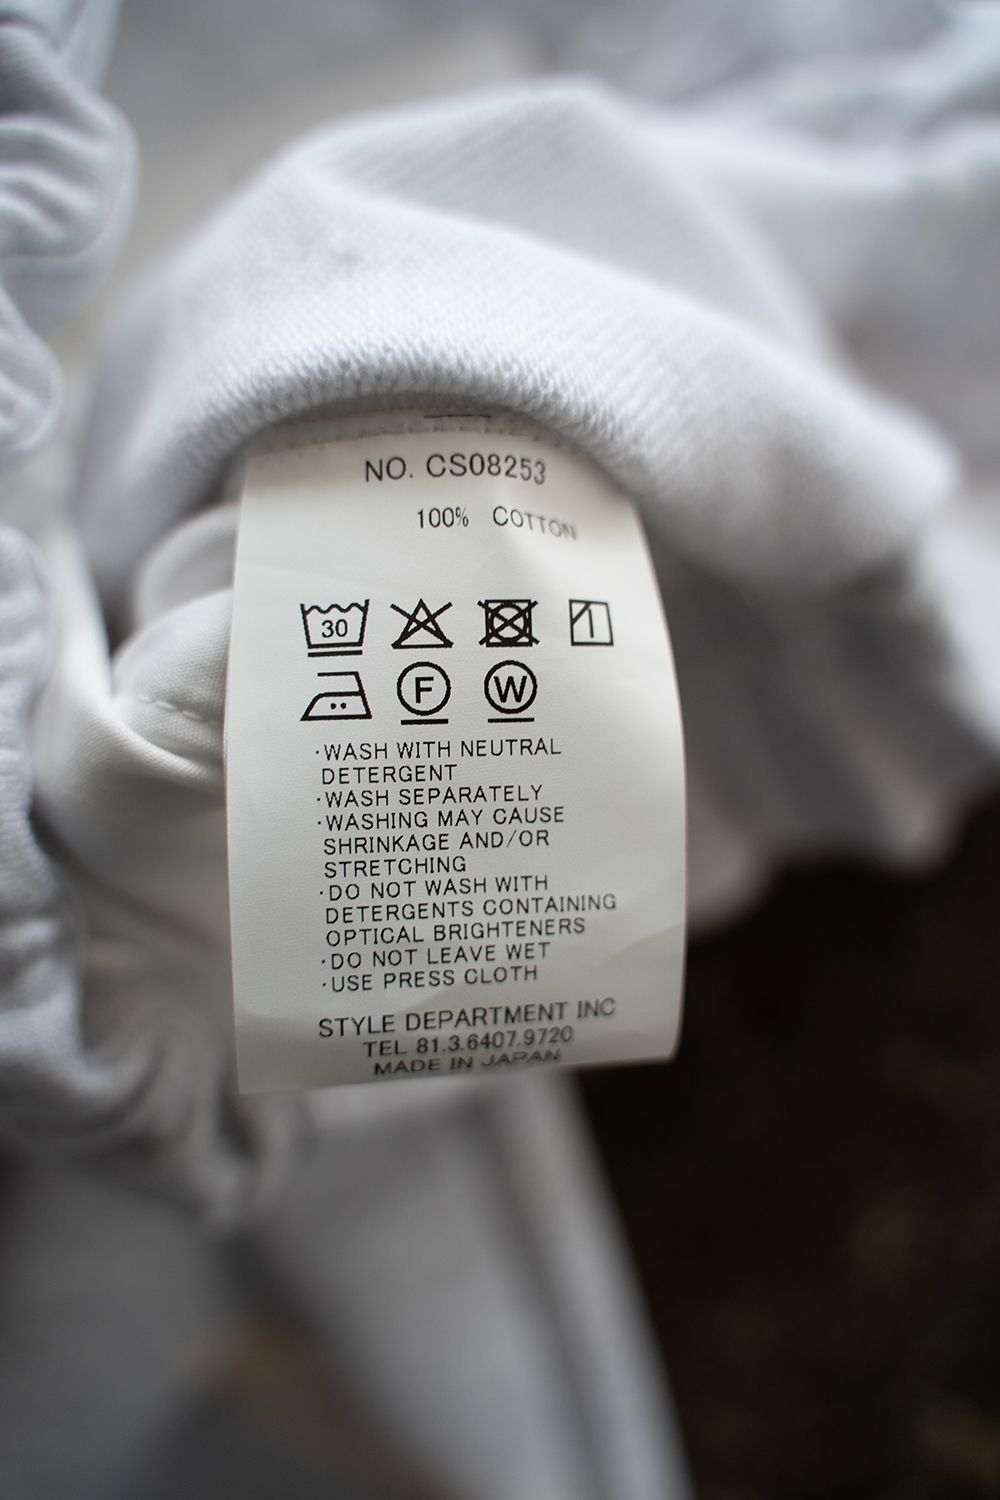 NO. CS08253
100% COTTON
30
F W
·WASH WITH NEUTRAL
DETERGENT
·WASH SEPARATELY
·WASHING MAY CAUSE
SHRINKAGE AND/OR
STRETCHING
·DO NOT WASH WITH
DETERGENTS CONTAINING
OPTICAL BRIGHTENERS
·DO NOT LEAVE WET
·USE PRESS CLOTH
STYLE DEPARTMENT INC
TEL 81.3.6407.9720
MADE IN JAPAN